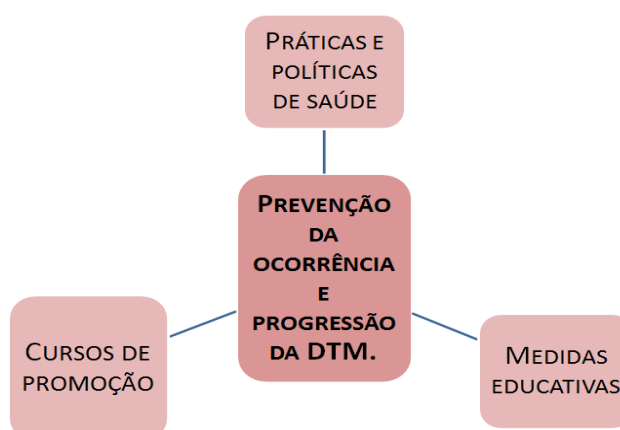 PRÁTICAS E
POLÍTICAS
DE SAÚDE
PREVENÇÃO
DA
OCORRÊNCIA
E
PROGRESSÃO
DA DTM.
CURSOS DE
PROMOÇÃO
MEDIDAS
EDUCATIVAS